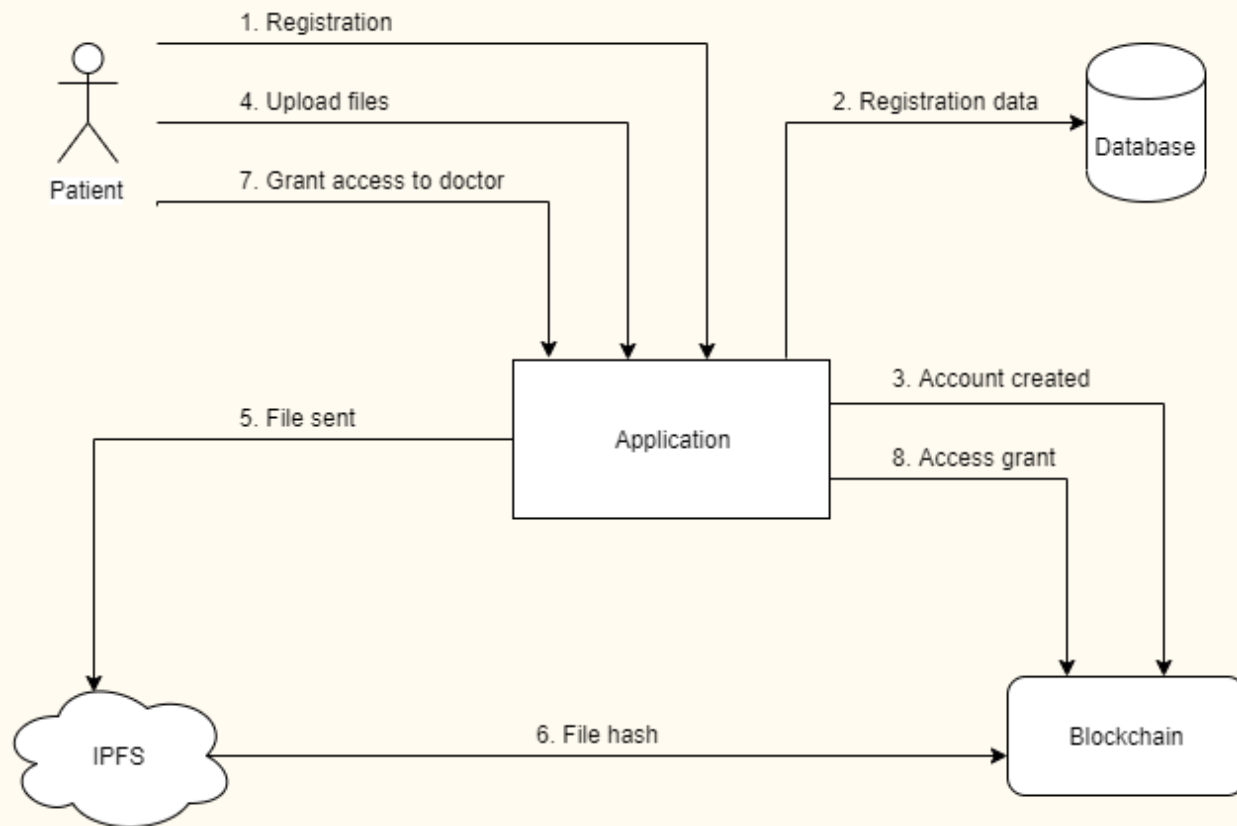 1. Registration
4. Upload files
2. Registration data
Database
7. Grant access to doctor
Patient
3. Account created
5. File sent
Application
8. Access grant
6. File hash
IPFS
Blockchain